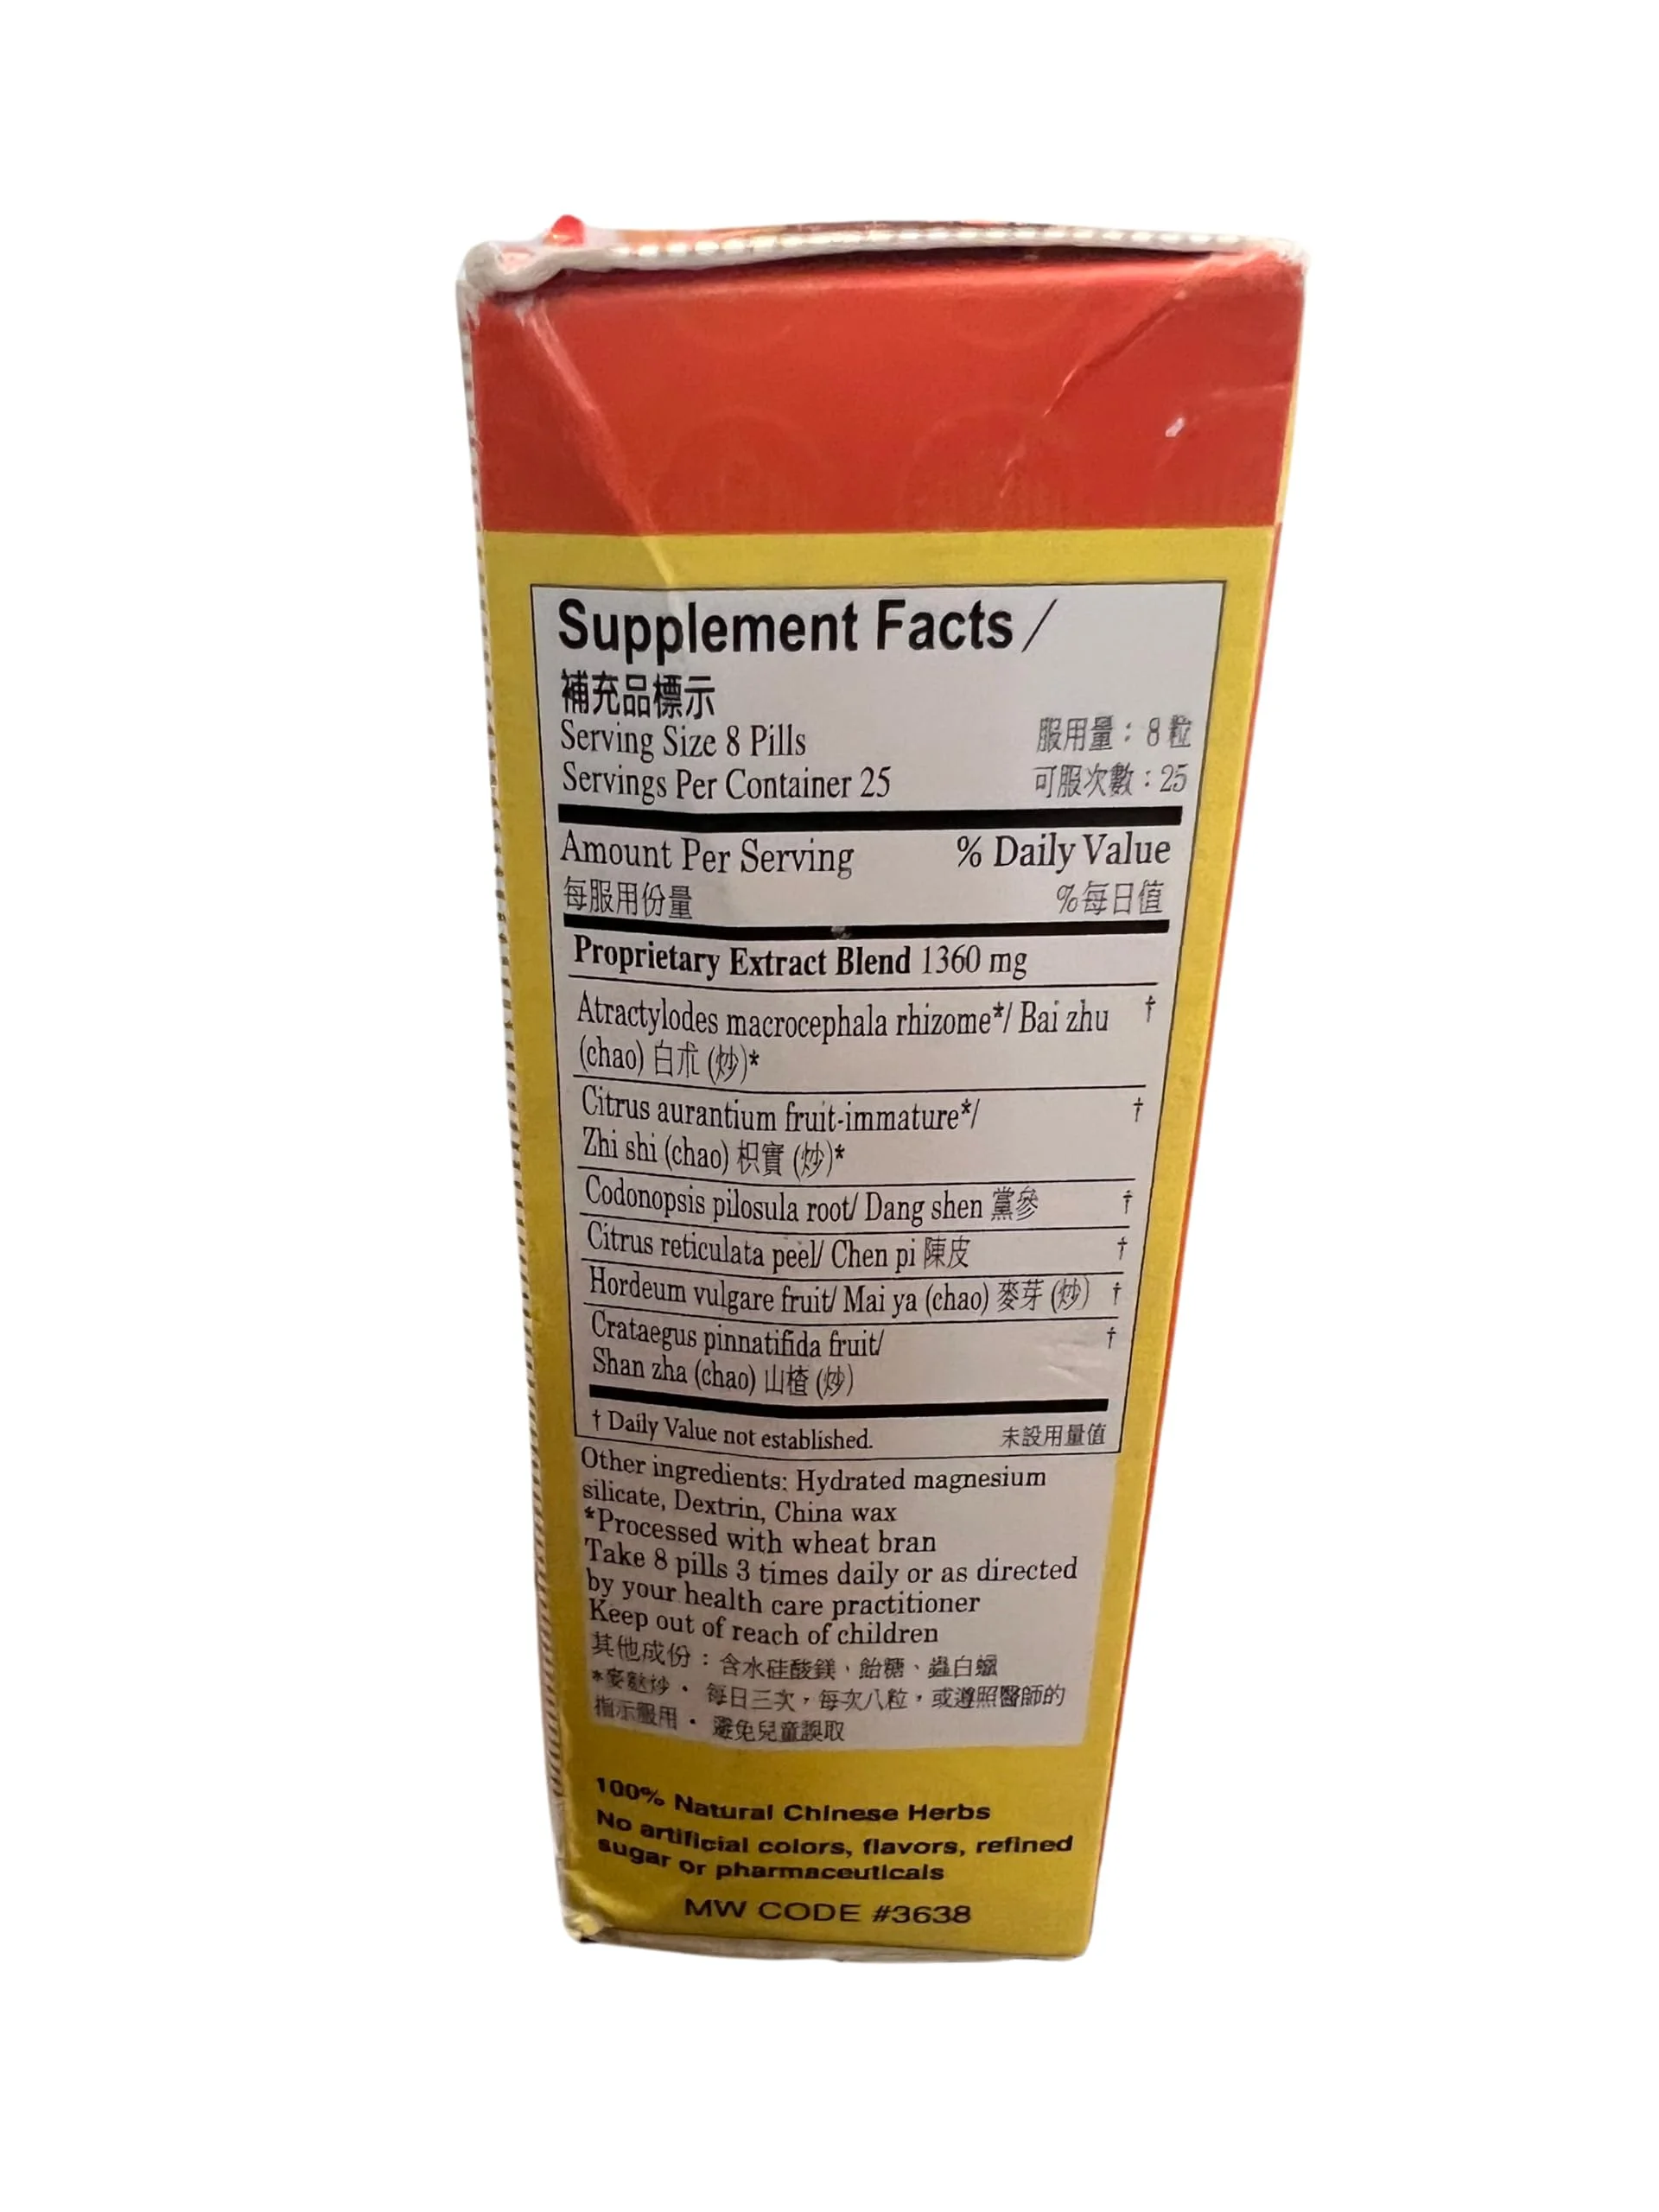 Supplement Facts /
補充品標示
Serving Size 8 Pills 服用量：8粒
Servings Per Container 25 可服次數：25
Amount Per Serving % Daily Value
每服用份量 %每日值
Proprietary Extract Blend 1360 mg
Atractylodes macrocephala rhizome*/ Bai zhu †
(chao) 白朮 (炒)*
Citrus aurantium fruit-immature*/ †
Zhi shi (chao) 枳實 (炒)*
Codonopsis pilosula root/ Dang shen 黨參 †
Citrus reticulata peel/ Chen pi 陳皮 †
Hordeum vulgare fruit/ Mai ya (chao) 麥芽 (炒) †
Crataegus pinnatifida fruit/ †
Shan zha (chao) 山楂 (炒)
† Daily Value not established. 未設用量值
Other ingredients: Hydrated magnesium
silicate, Dextrin, China wax
*Processed with wheat bran
Take 8 pills 3 times daily or as directed
by your health care practitioner
Keep out of reach of children
其他成份：含水硅酸鎂、飴糖、蟲白蠟
*麥麩炒。每日三次，每次八粒，或遵照醫師的
指示服用。避免兒童誤取
100% Natural Chinese Herbs
No artificial colors, flavors, refined
sugar or pharmaceuticals
MW CODE #3638